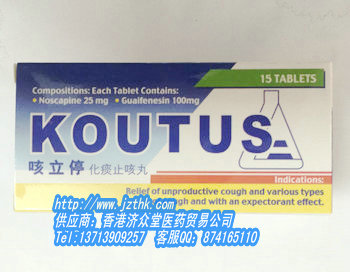 15 TABLETS
Compositions: Each Tablet Contains:
• Noscapine 25 mg • Guaifenesin 100mg
KOUTUS
咳立停 化痰止咳丸
Indications:
Relief of unproductive cough and various types
gh and with an expectorant effect.
www.jzthk.com
供应商:香港济众堂医药贸易公司
Tel:13713909257 客服QQ:874165110